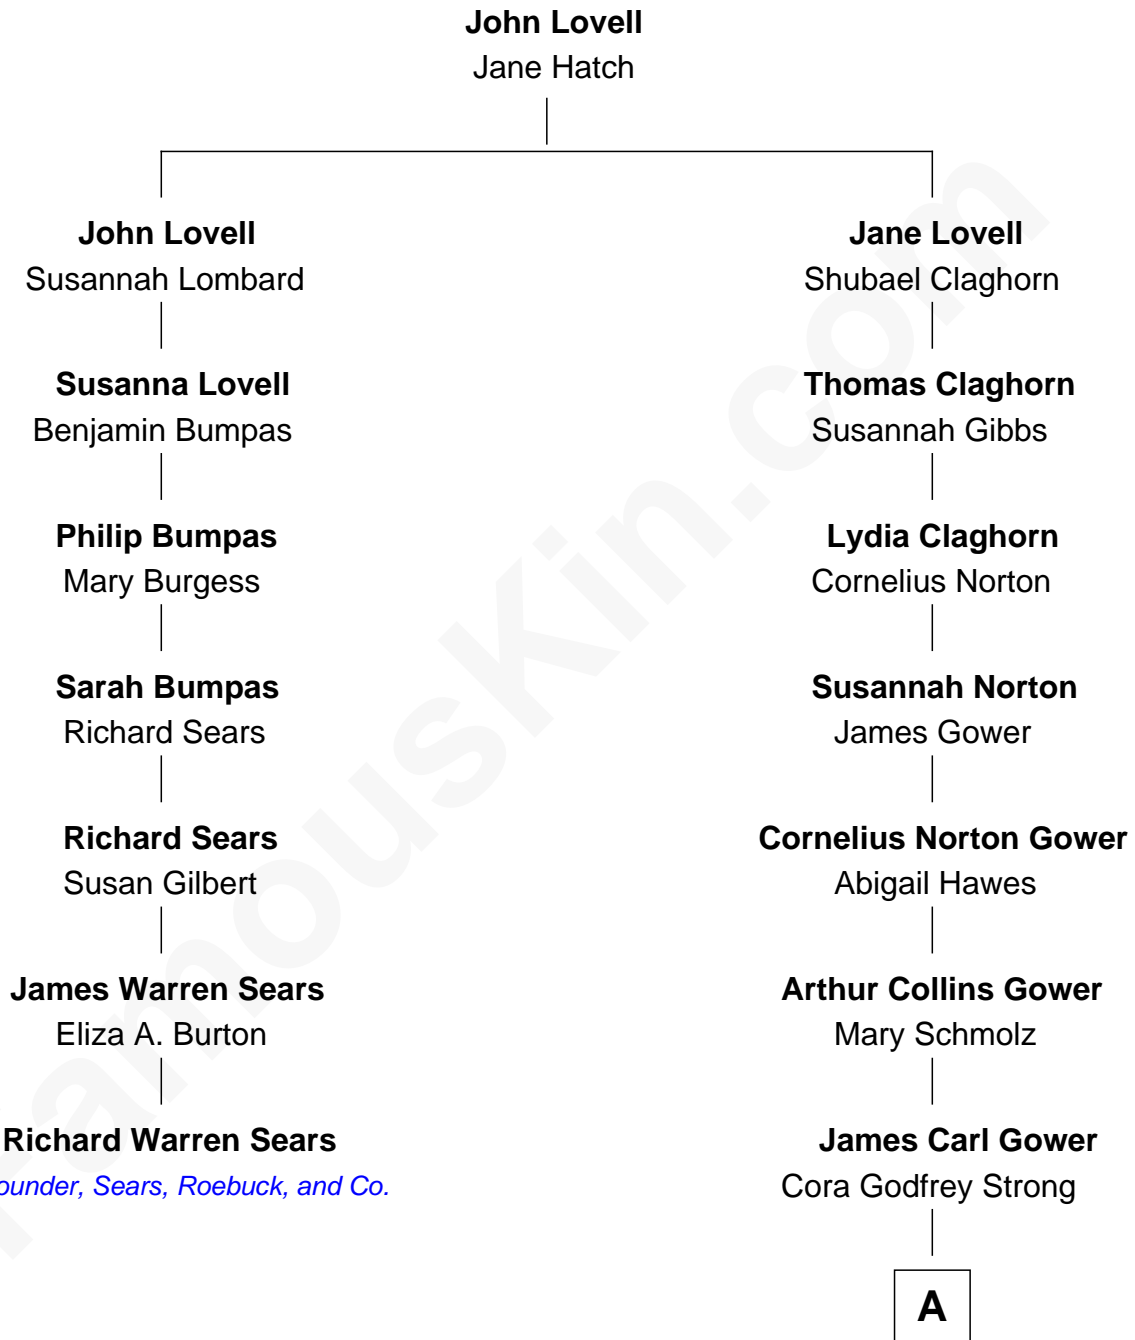 John Lovell
Jane Hatch
John Lovell
Susannah Lombard
Jane Lovell
Shubael Claghorn
Susanna Lovell
Benjamin Bumpas
Thomas Claghorn
Susannah Gibbs
Philip Bumpas
Mary Burgess
Lydia Claghorn
Cornelius Norton
Sarah Bumpas
Richard Sears
Susannah Norton
James Gower
Richard Sears
Susan Gilbert
Cornelius Norton Gower
Abigail Hawes
James Warren Sears
Eliza A. Burton
Arthur Collins Gower
Mary Schmolz
Richard Warren Sears
ounder, Sears, Roebuck, and Co.
James Carl Gower
Cora Godfrey Strong
A
FamousKin.com